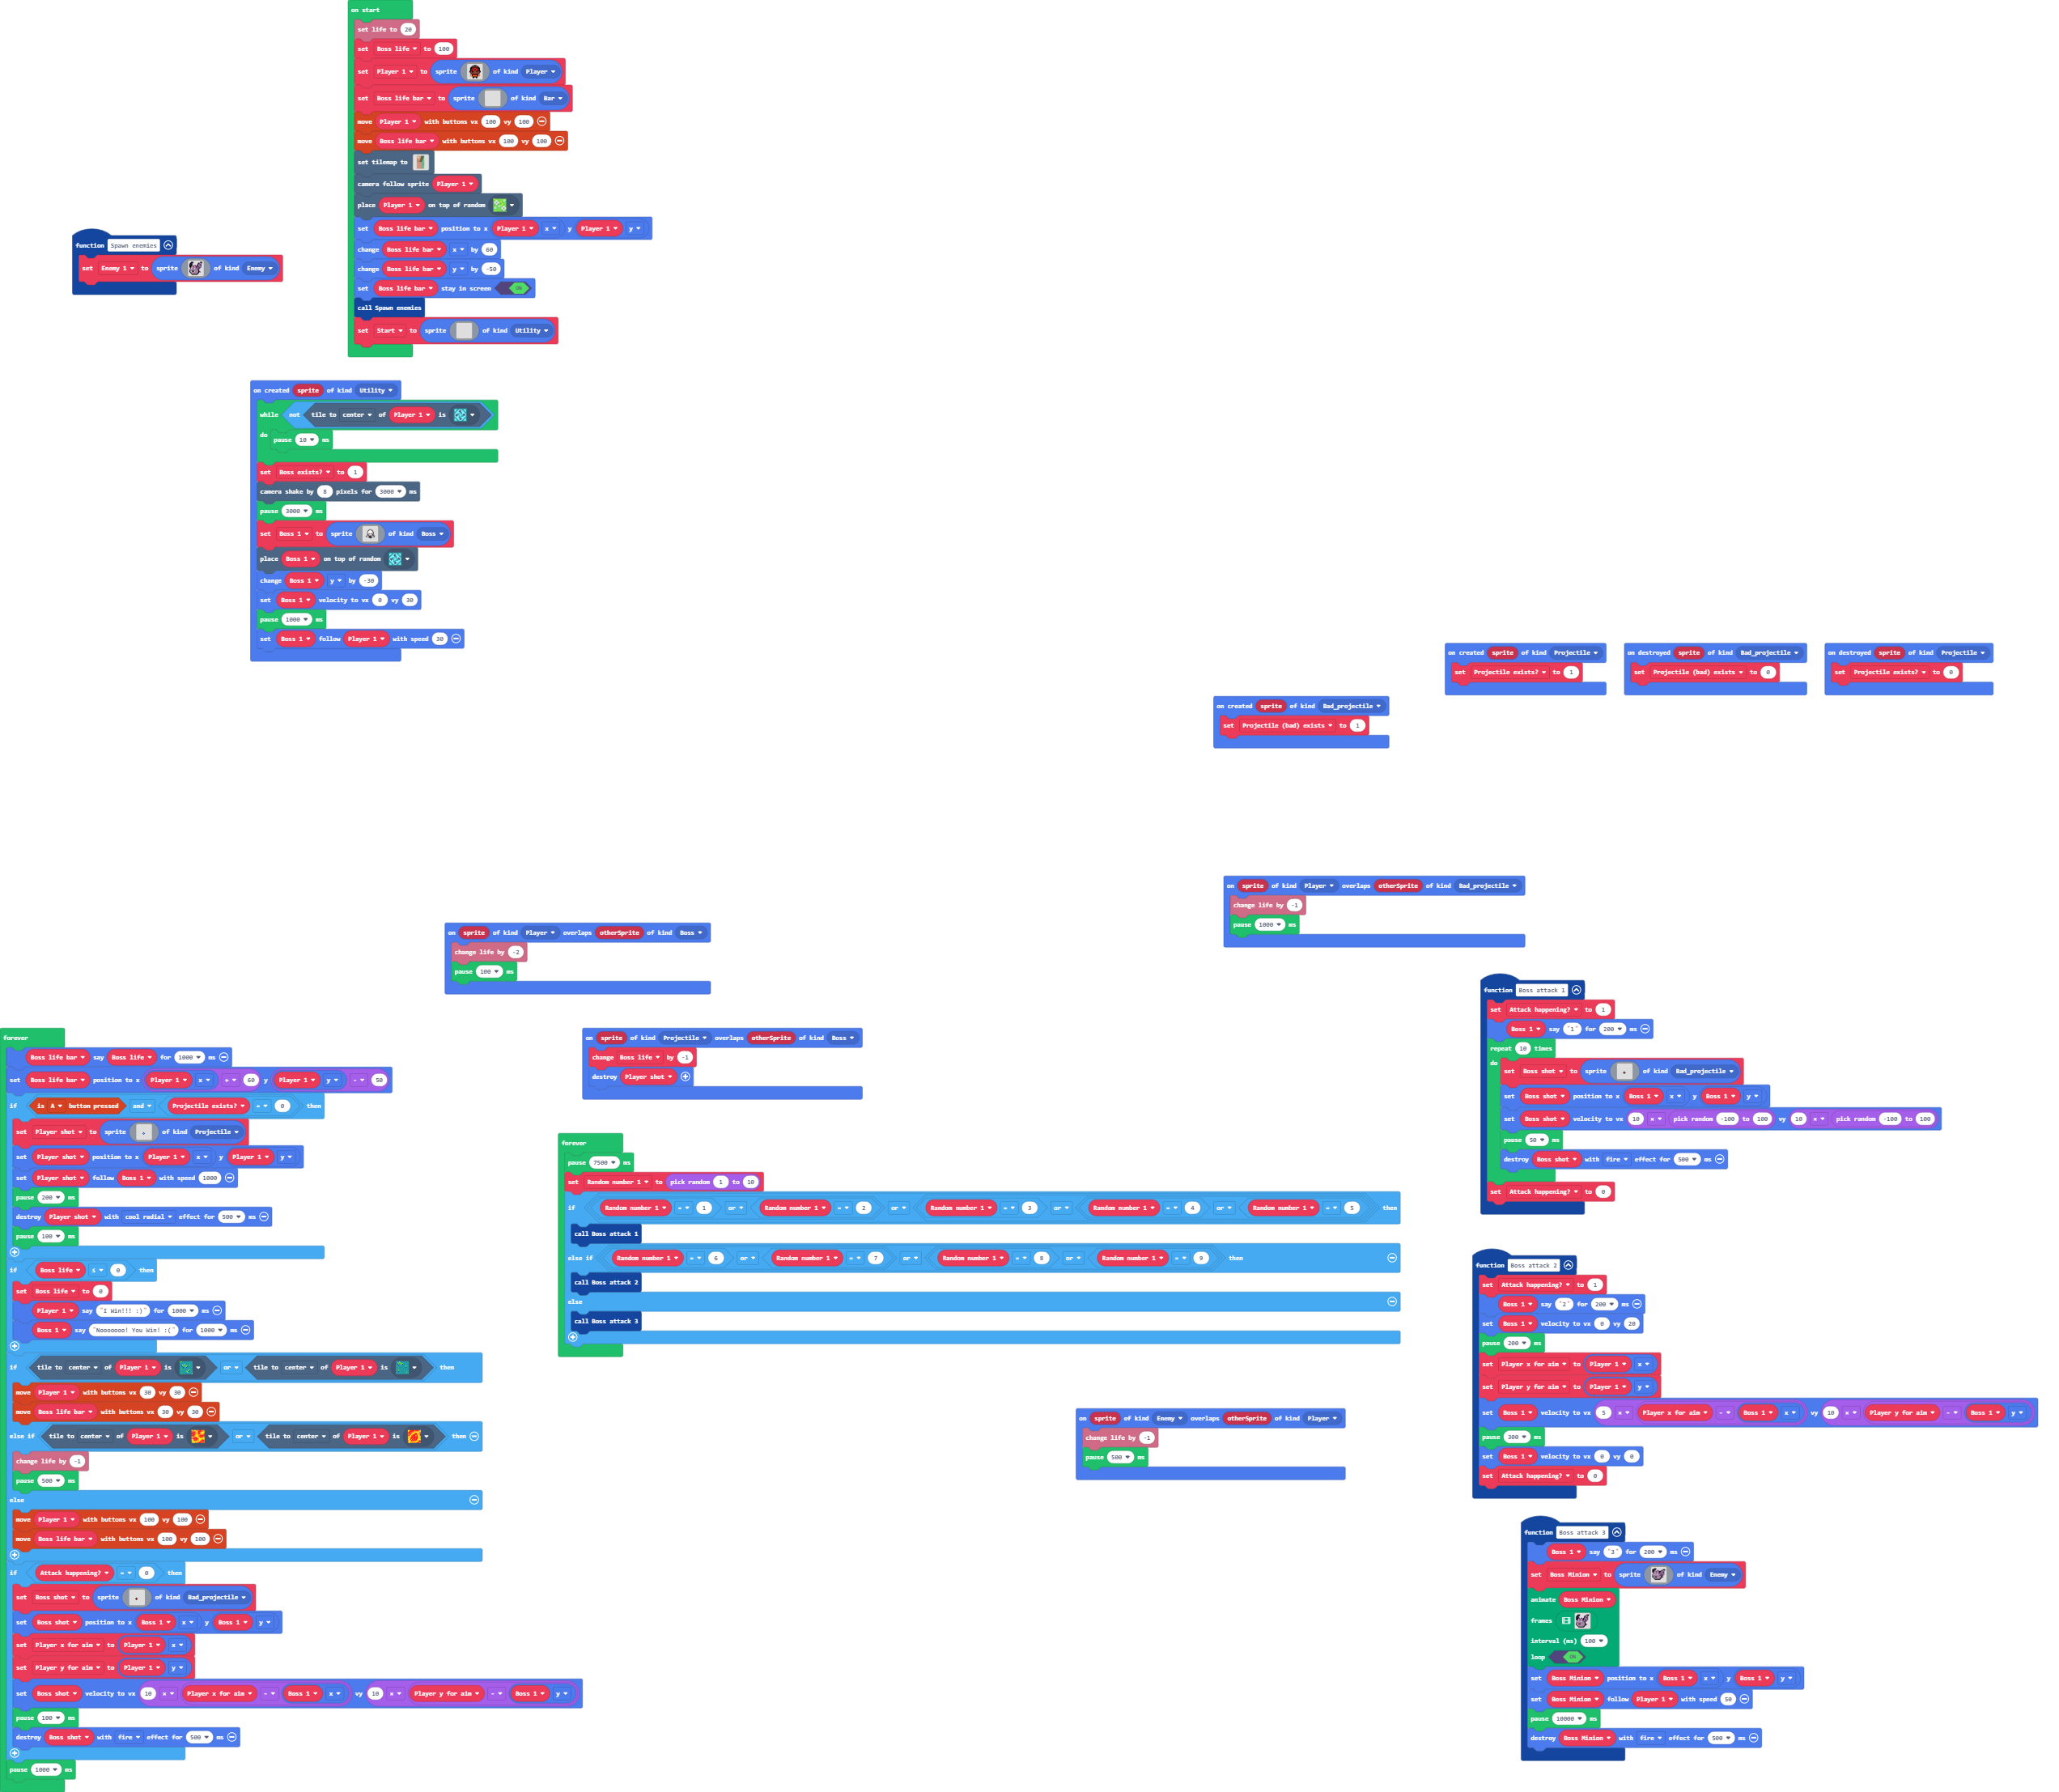 on start
set life to 20
set Boss life to 100
set Player 1 to sprite of kind Player
set Boss life bar to sprite of kind Bar
move Player 1 with buttons vx 100 vy 100
move Boss life bar with buttons vx 100 vy 100
set tilemap to
camera follow sprite Player 1
place Player 1 on top of random
set Boss life bar position to x Player 1 x y Player 1 y
change Boss life bar x by 60
change Boss life bar y by -50
set Boss life bar stay in screen ON
call Spawn enemies
set Start to sprite of kind Utility
function Spawn enemies
set Enemy 1 to sprite of kind Enemy
on created sprite of kind Utility
while not tile to center of Player 1 is
do
pause 10 ms
set Boss exists? to 1
camera shake by 8 pixels for 3000 ms
pause 3000 ms
set Boss 1 to sprite of kind Boss
place Boss 1 on top of random
change Boss 1 y by -30
set Boss 1 velocity to vx 0 vy 30
pause 1000 ms
set Boss 1 follow Player 1 with speed 30
on created sprite of kind Projectile
set Projectile exists? to 1
on destroyed sprite of kind Bad_projectile
set Projectile (bad) exists to 0
on destroyed sprite of kind Projectile
set Projectile exists? to 0
on created sprite of kind Bad_projectile
set Projectile (bad) exists to 1
on sprite of kind Player overlaps otherSprite of kind Bad_projectile
change life by -1
pause 1000 ms
on sprite of kind Player overlaps otherSprite of kind Boss
change life by -2
pause 100 ms
on sprite of kind Projectile overlaps otherSprite of kind Boss
change Boss life by -1
destroy Player shot
forever
Boss life bar say Boss life for 1000 ms
set Boss life bar position to x Player 1 x + 60 y Player 1 y - 50
if is A button pressed and Projectile exists? = 0 then
set Player shot to sprite of kind Projectile
set Player shot position to x Player 1 x y Player 1 y
set Player shot follow Boss 1 with speed 1000
pause 200 ms
destroy Player shot with cool radial effect for 500 ms
pause 100 ms
if Boss life ≤ 0 then
set Boss life to 0
Player 1 say "I Win!!! :)" for 1000 ms
Boss 1 say "Nooooooo! You Win! :(" for 1000 ms
if tile to center of Player 1 is or tile to center of Player 1 is then
move Player 1 with buttons vx 30 vy 30
move Boss life bar with buttons vx 30 vy 30
else if tile to center of Player 1 is or tile to center of Player 1 is then
change life by -1
pause 500 ms
else
move Player 1 with buttons vx 100 vy 100
move Boss life bar with buttons vx 100 vy 100
if Attack happening? = 0 then
set Boss shot to sprite of kind Bad_projectile
set Boss shot position to x Boss 1 x y Boss 1 y
set Player x for aim to Player 1 x
set Player y for aim to Player 1 y
set Boss shot velocity to vx 10 × Player x for aim - Boss 1 x vy 10 × Player y for aim - Boss 1 y
pause 100 ms
destroy Boss shot with fire effect for 500 ms
pause 1000 ms
forever
pause 7500 ms
set Random number 1 to pick random 1 to 10
if Random number 1 = 1 or Random number 1 = 2 or Random number 1 = 3 or Random number 1 = 4 or Random number 1 = 5 then
call Boss attack 1
else if Random number 1 = 6 or Random number 1 = 7 or Random number 1 = 8 or Random number 1 = 9 then
call Boss attack 2
else
call Boss attack 3
on sprite of kind Enemy overlaps otherSprite of kind Player
change life by -1
pause 500 ms
function Boss attack 1
set Attack happening? to 1
Boss 1 say "1" for 200 ms
repeat 10 times
do
set Boss shot to sprite of kind Bad_projectile
set Boss shot position to x Boss 1 x y Boss 1 y
set Boss shot velocity to vx 10 × pick random -100 to 100 vy 10 × pick random -100 to 100
pause 50 ms
destroy Boss shot with fire effect for 500 ms
set Attack happening? to 0
function Boss attack 2
set Attack happening? to 1
Boss 1 say "2" for 200 ms
set Boss 1 velocity to vx 0 vy 20
pause 200 ms
set Player x for aim to Player 1 x
set Player y for aim to Player 1 y
set Boss 1 velocity to vx 5 × Player x for aim - Boss 1 x vy 10 × Player y for aim - Boss 1 y
pause 300 ms
set Boss 1 velocity to vx 0 vy 0
set Attack happening? to 0
function Boss attack 3
Boss 1 say "3" for 200 ms
set Boss Minion to sprite of kind Enemy
animate Boss Minion
frames
interval (ms) 100
loop ON
set Boss Minion position to x Boss 1 x y Boss 1 y
set Boss Minion follow Player 1 with speed 50
pause 10000 ms
destroy Boss Minion with fire effect for 500 ms